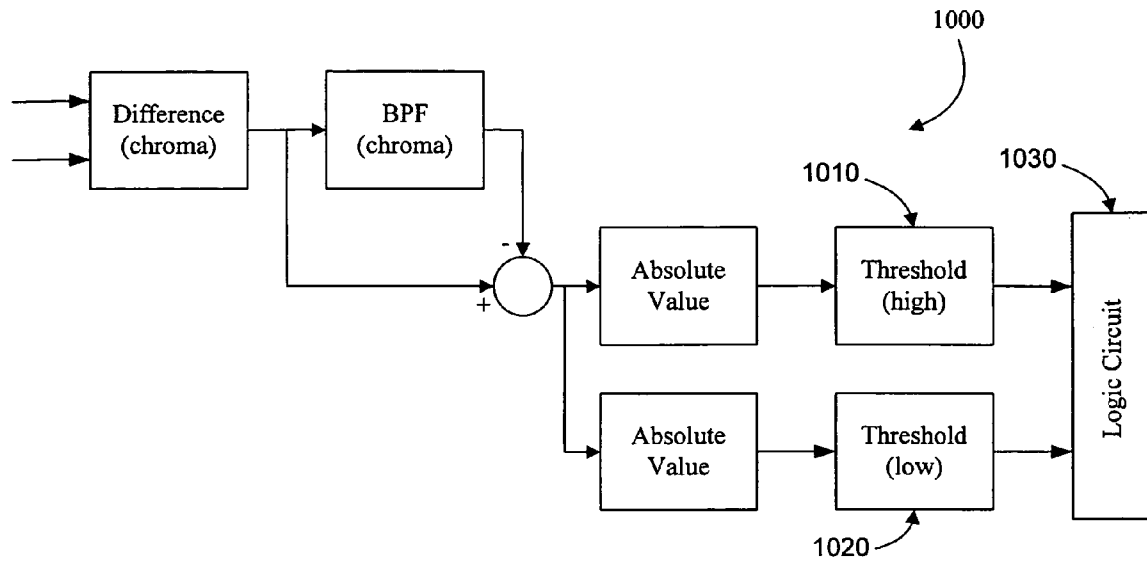 1000
Difference
(chroma)
BPF
(chroma)
1010
1030
-
+
Absolute
Value
Threshold
(high)
Logic Circuit
Absolute
Value
Threshold
(low)
1020